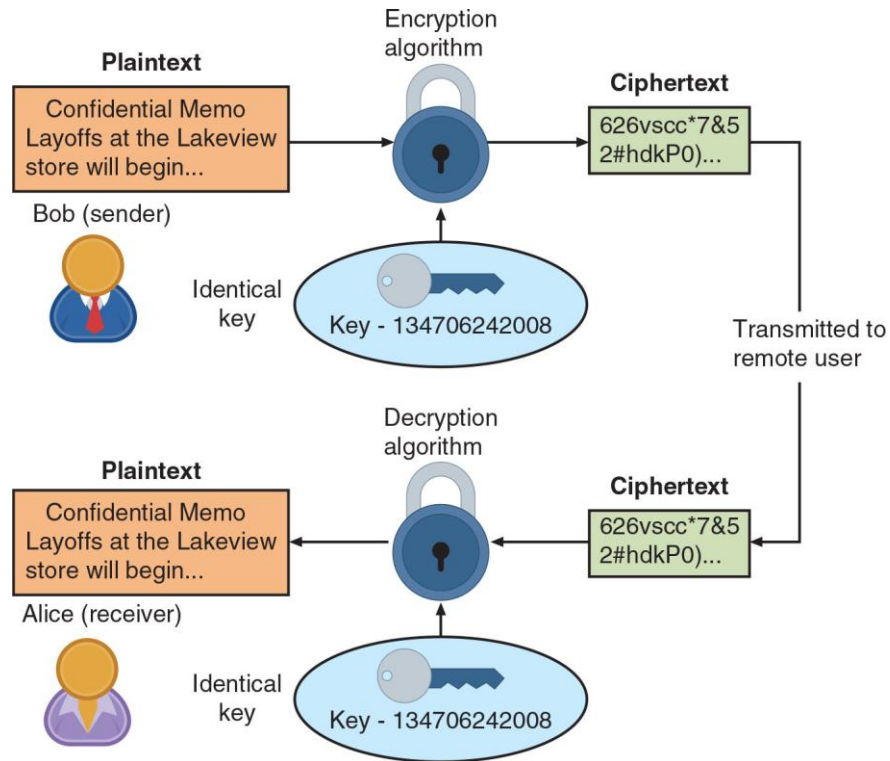 Encryption
algorithm
Plaintext
Ciphertext
Confidential Memo
Layoffs at the Lakeview
store will begin...
626vscc*7&5
2#hdkP0)...
Bob (sender)
Identical
key
Key - 134706242008
Transmitted to
remote user
Decryption
algorithm
Plaintext
Ciphertext
Confidential Memo
Layoffs at the Lakeview
store will begin...
626vscc*7&5
2#hdkP0)...
Alice (receiver)
Identical
key
Key - 134706242008